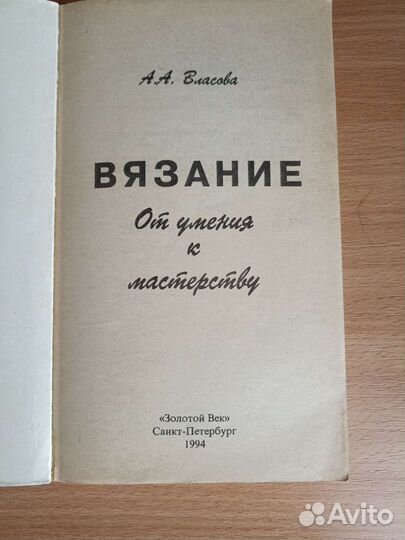 А.А. Власова
ВЯЗАНИЕ
От умения
к
мастерству
«Золотой Век»
Санкт-Петербург
1994
Avito